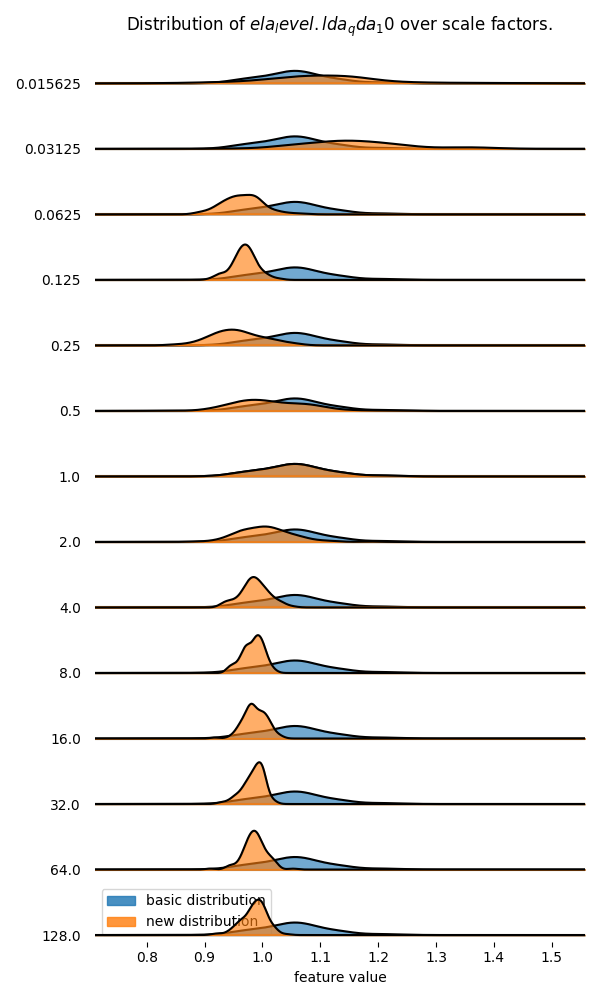 Distribution of ela_level.lda_qda_10 over scale factors.
0.015625
0.03125
0.0625
0.125
0.25
0.5
1.0
2.0
4.0
8.0
16.0
32.0
64.0
basic distribution
new distribution
128.0
0.8 0.9 1.0 1.1 1.2 1.3 1.4 1.5
feature value